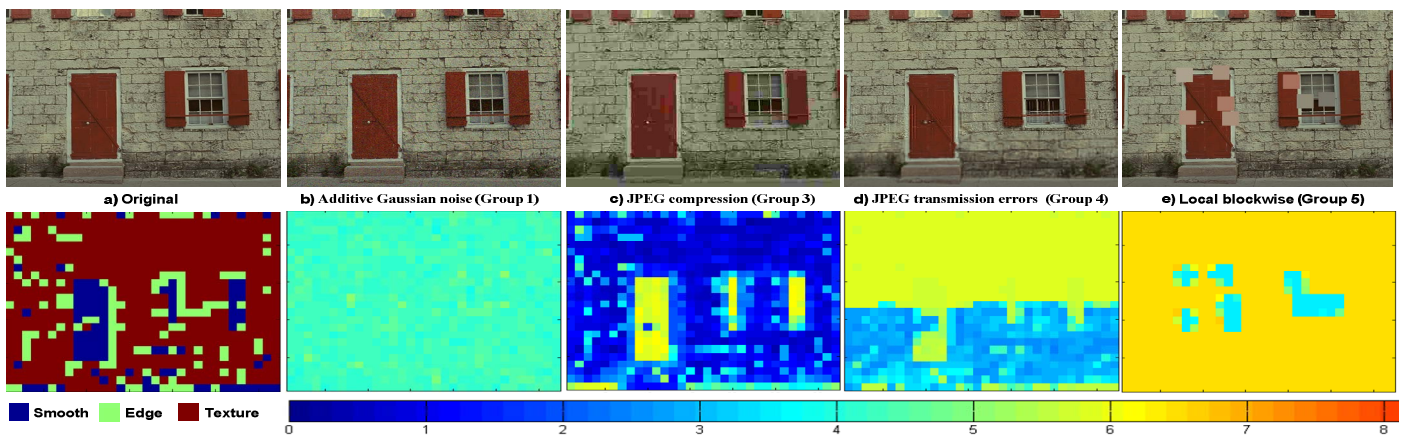 a) Original
b) Additive Gaussian noise (Group 1)
c) JPEG compression (Group 3)
d) JPEG transmission errors (Group 4)
e) Local blockwise (Group 5)
Smooth Edge Texture
0 1 2 3 4 5 6 7 8